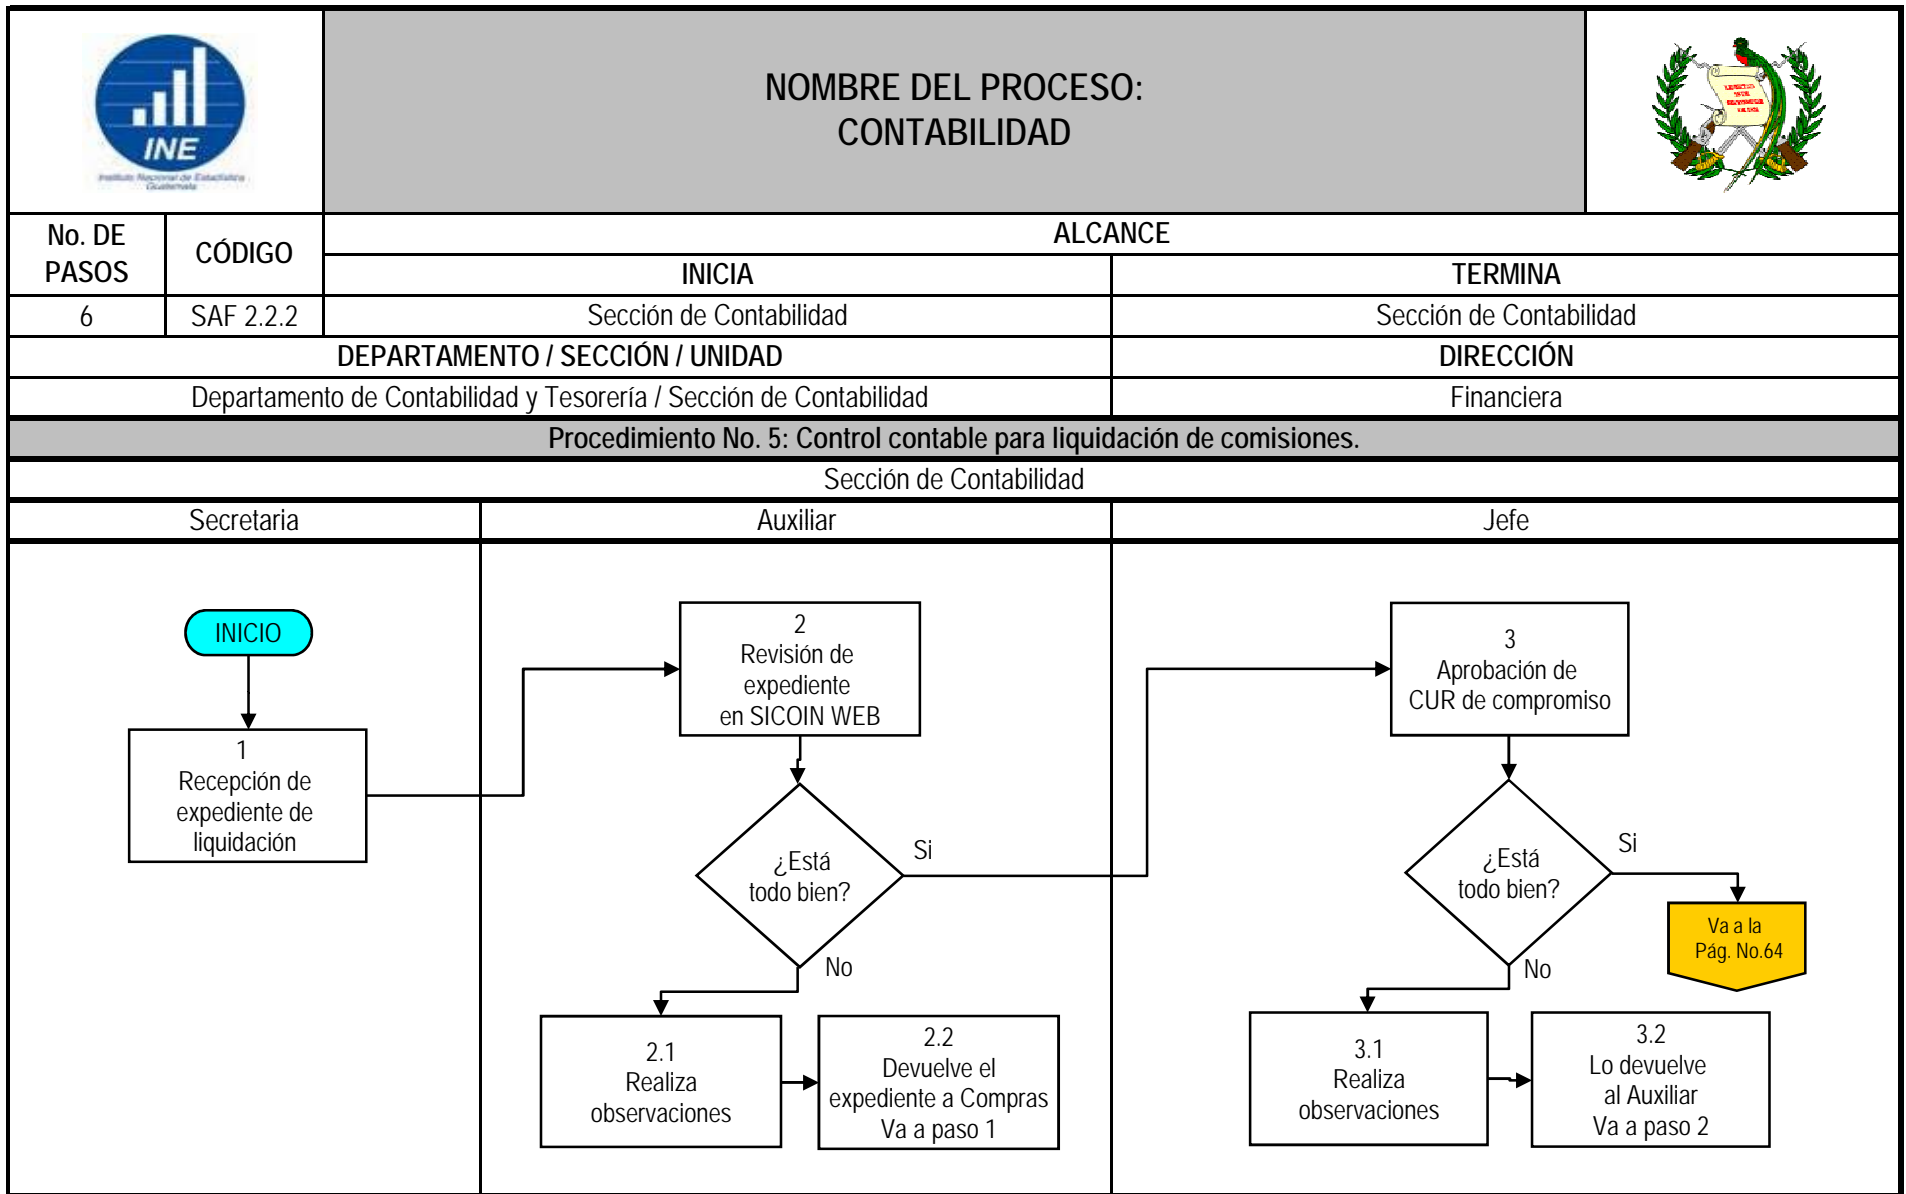 INE
Instituto Nacional de Estadística
Guatemala
NOMBRE DEL PROCESO:
CONTABILIDAD
No. DE
PASOS
CÓDIGO
ALCANCE
INICIA
TERMINA
6
SAF 2.2.2
Sección de Contabilidad
Sección de Contabilidad
DEPARTAMENTO / SECCIÓN / UNIDAD
DIRECCIÓN
Departamento de Contabilidad y Tesorería / Sección de Contabilidad
Financiera
Procedimiento No. 5: Control contable para liquidación de comisiones.
Sección de Contabilidad
Secretaria
Auxiliar
Jefe
INICIO
1
Recepción de
expediente de
liquidación
2
Revisión de
expediente
en SICOIN WEB
¿Está
todo bien?
Si
No
2.1
Realiza
observaciones
2.2
Devuelve el
expediente a Compras
Va a paso 1
3
Aprobación de
CUR de compromiso
¿Está
todo bien?
Si
Va a la
Pág. No.64
No
3.1
Realiza
observaciones
3.2
Lo devuelve
al Auxiliar
Va a paso 2